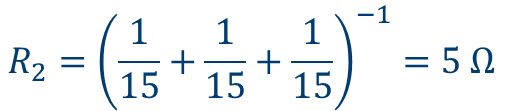 R₂ = (1/15 + 1/15 + 1/15)⁻¹ = 5 Ω